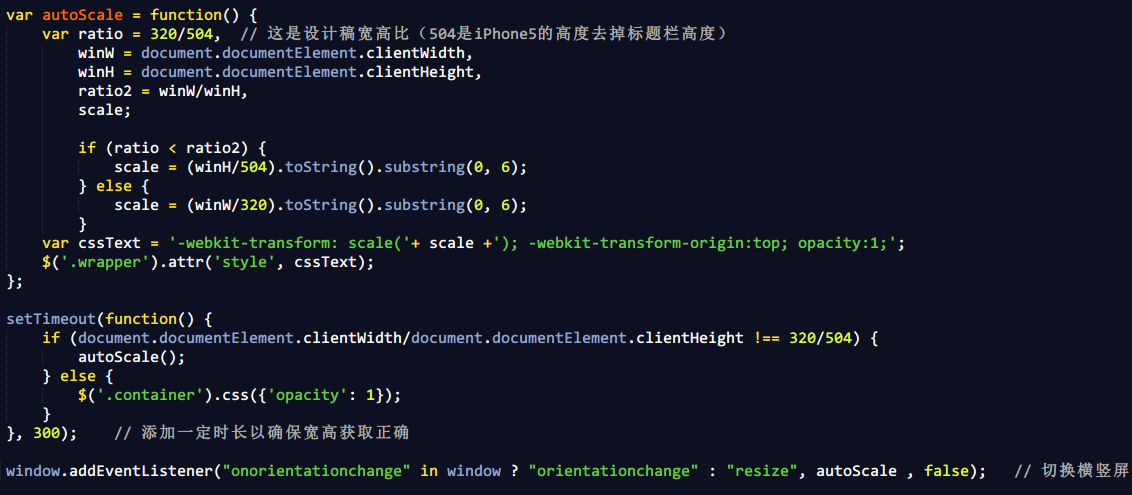 var autoScale = function() {
    var ratio = 320/504,  // 这是设计稿宽高比（504是iPhone5的高度去掉标题栏高度）
        winW = document.documentElement.clientWidth,
        winH = document.documentElement.clientHeight,
        ratio2 = winW/winH,
        scale;
        if (ratio < ratio2) {
            scale = (winH/504).toString().substring(0, 6);
        } else {
            scale = (winW/320).toString().substring(0, 6);
        }
    var cssText = '-webkit-transform: scale('+ scale +'); -webkit-transform-origin:top; opacity:1;';
    $('.wrapper').attr('style', cssText);
};
setTimeout(function() {
    if (document.documentElement.clientWidth/document.documentElement.clientHeight !== 320/504) {
        autoScale();
    } else {
        $('.container').css({'opacity': 1});
    }
}, 300);    // 添加一定时长以确保宽高获取正确
window.addEventListener("onorientationchange" in window ? "orientationchange" : "resize", autoScale , false);   // 切换横竖屏